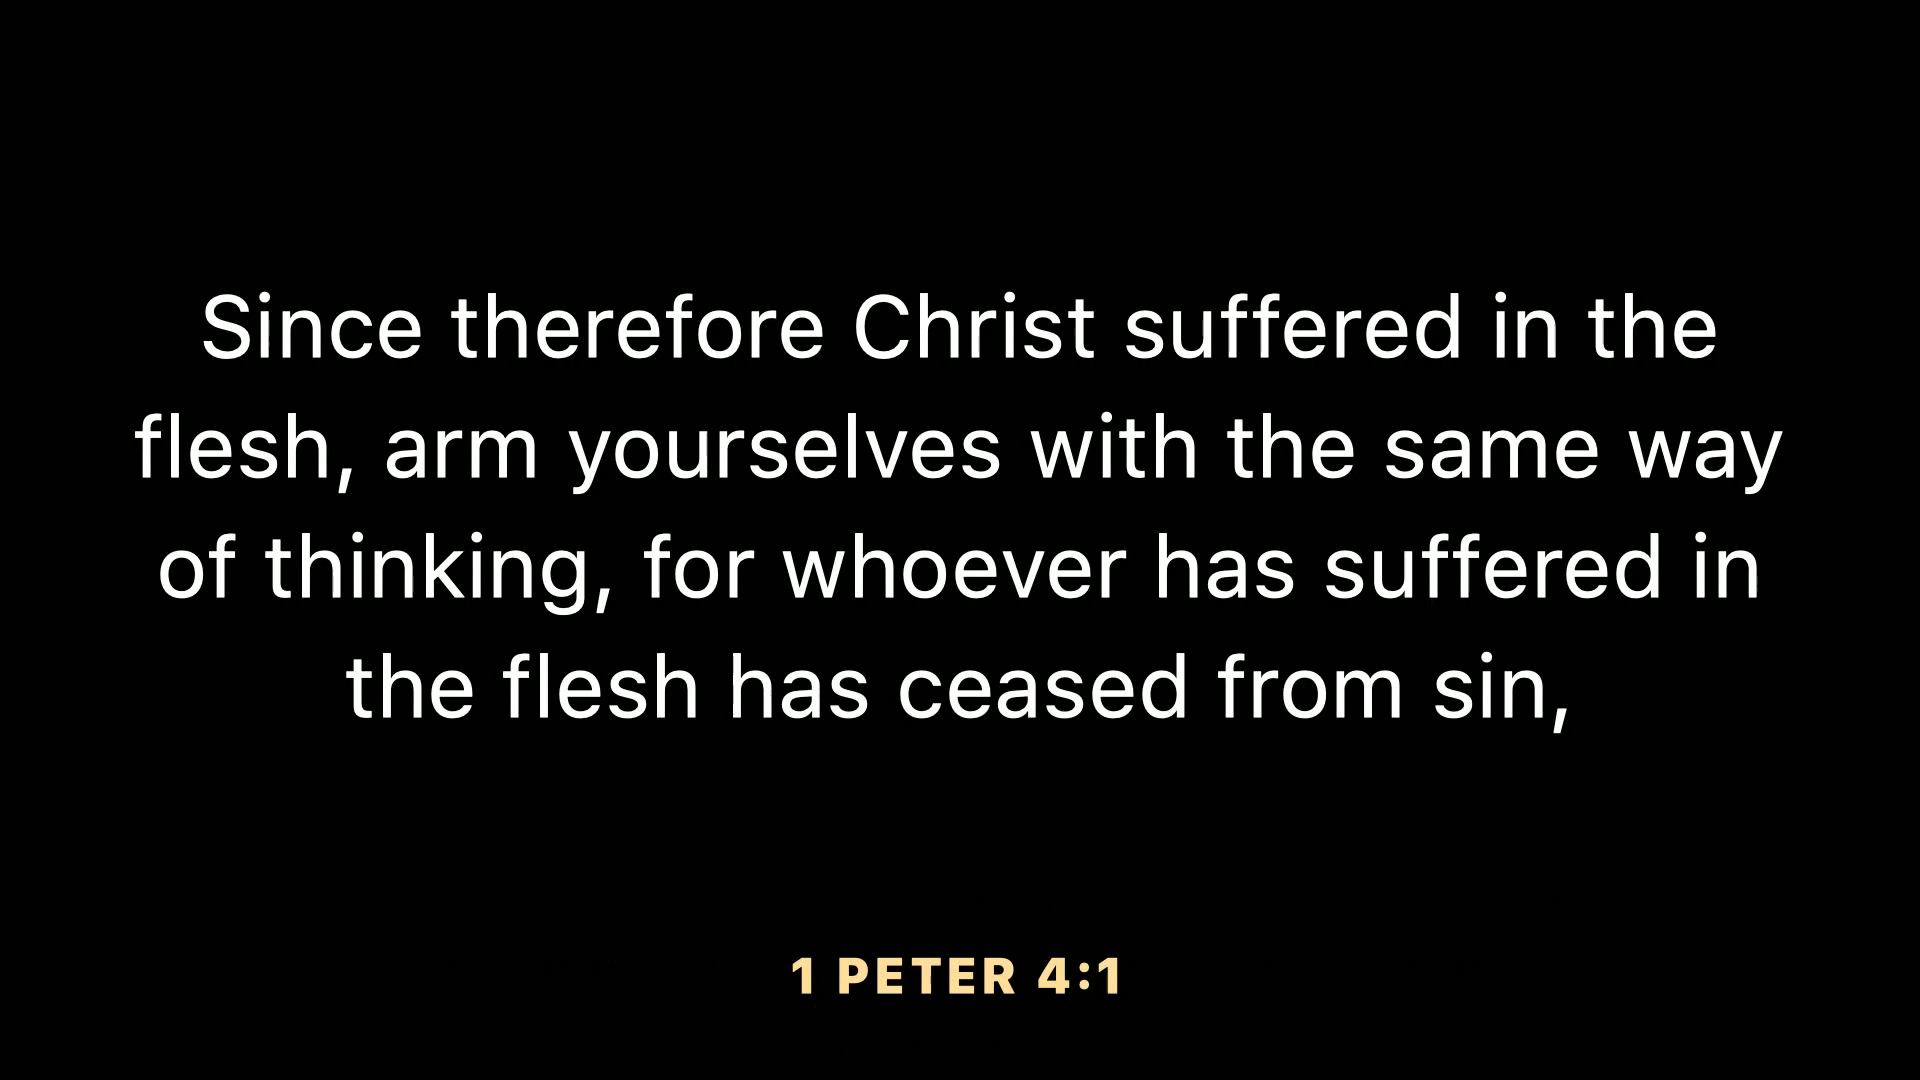 Since therefore Christ suffered in the
flesh, arm yourselves with the same way
of thinking, for whoever has suffered in
the flesh has ceased from sin,
1 PETER 4:1